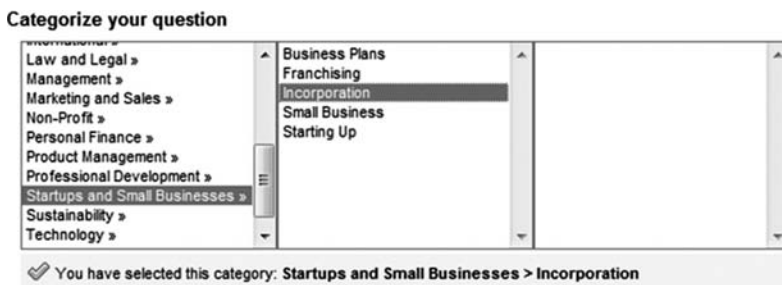 Categorize your question
International »
Law and Legal »
Management »
Marketing and Sales »
Non-Profit »
Personal Finance »
Product Management »
Professional Development »
Startups and Small Businesses »
Sustainability »
Technology »
Business Plans
Franchising
Incorporation
Small Business
Starting Up
You have selected this category: Startups and Small Businesses > Incorporation